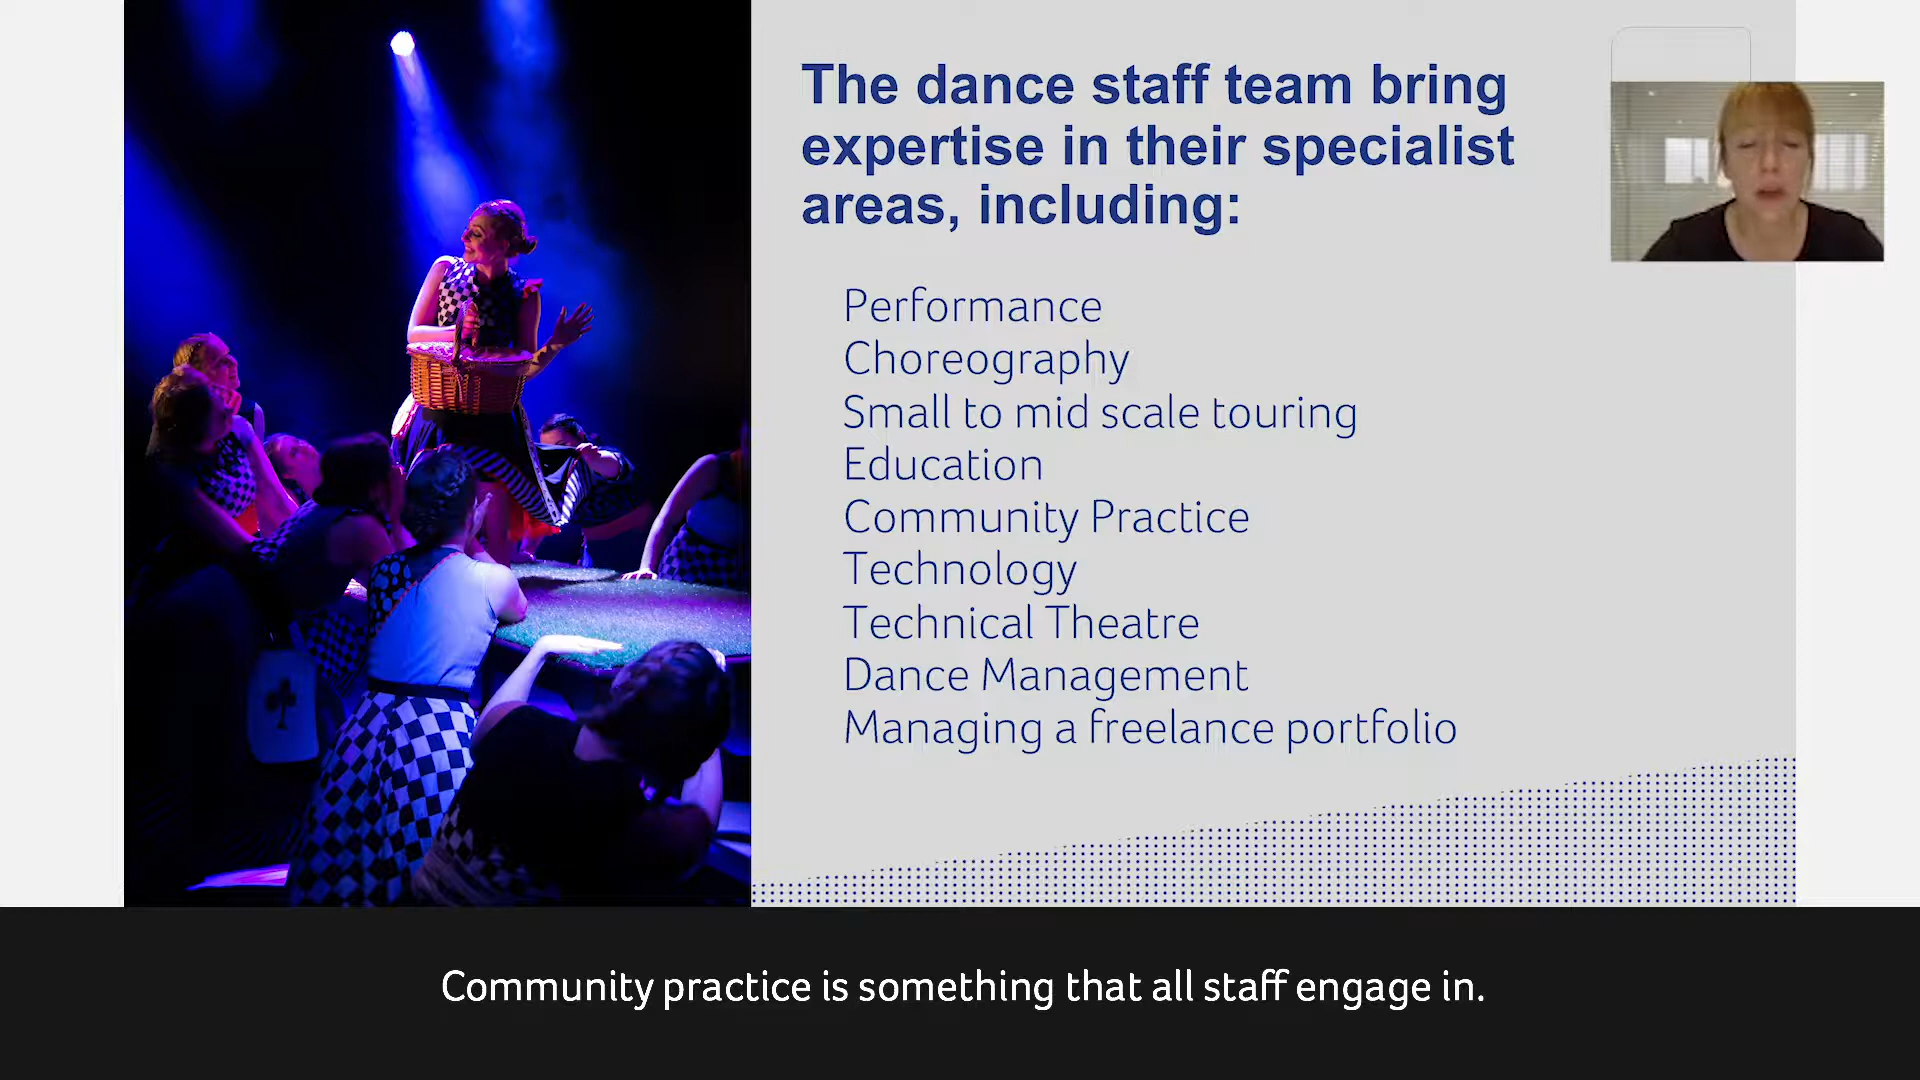 The dance staff team bring
expertise in their specialist
areas, including:
Performance
Choreography
Small to mid scale touring
Education
Community Practice
Technology
Technical Theatre
Dance Management
Managing a freelance portfolio
Community practice is something that all staff engage in.